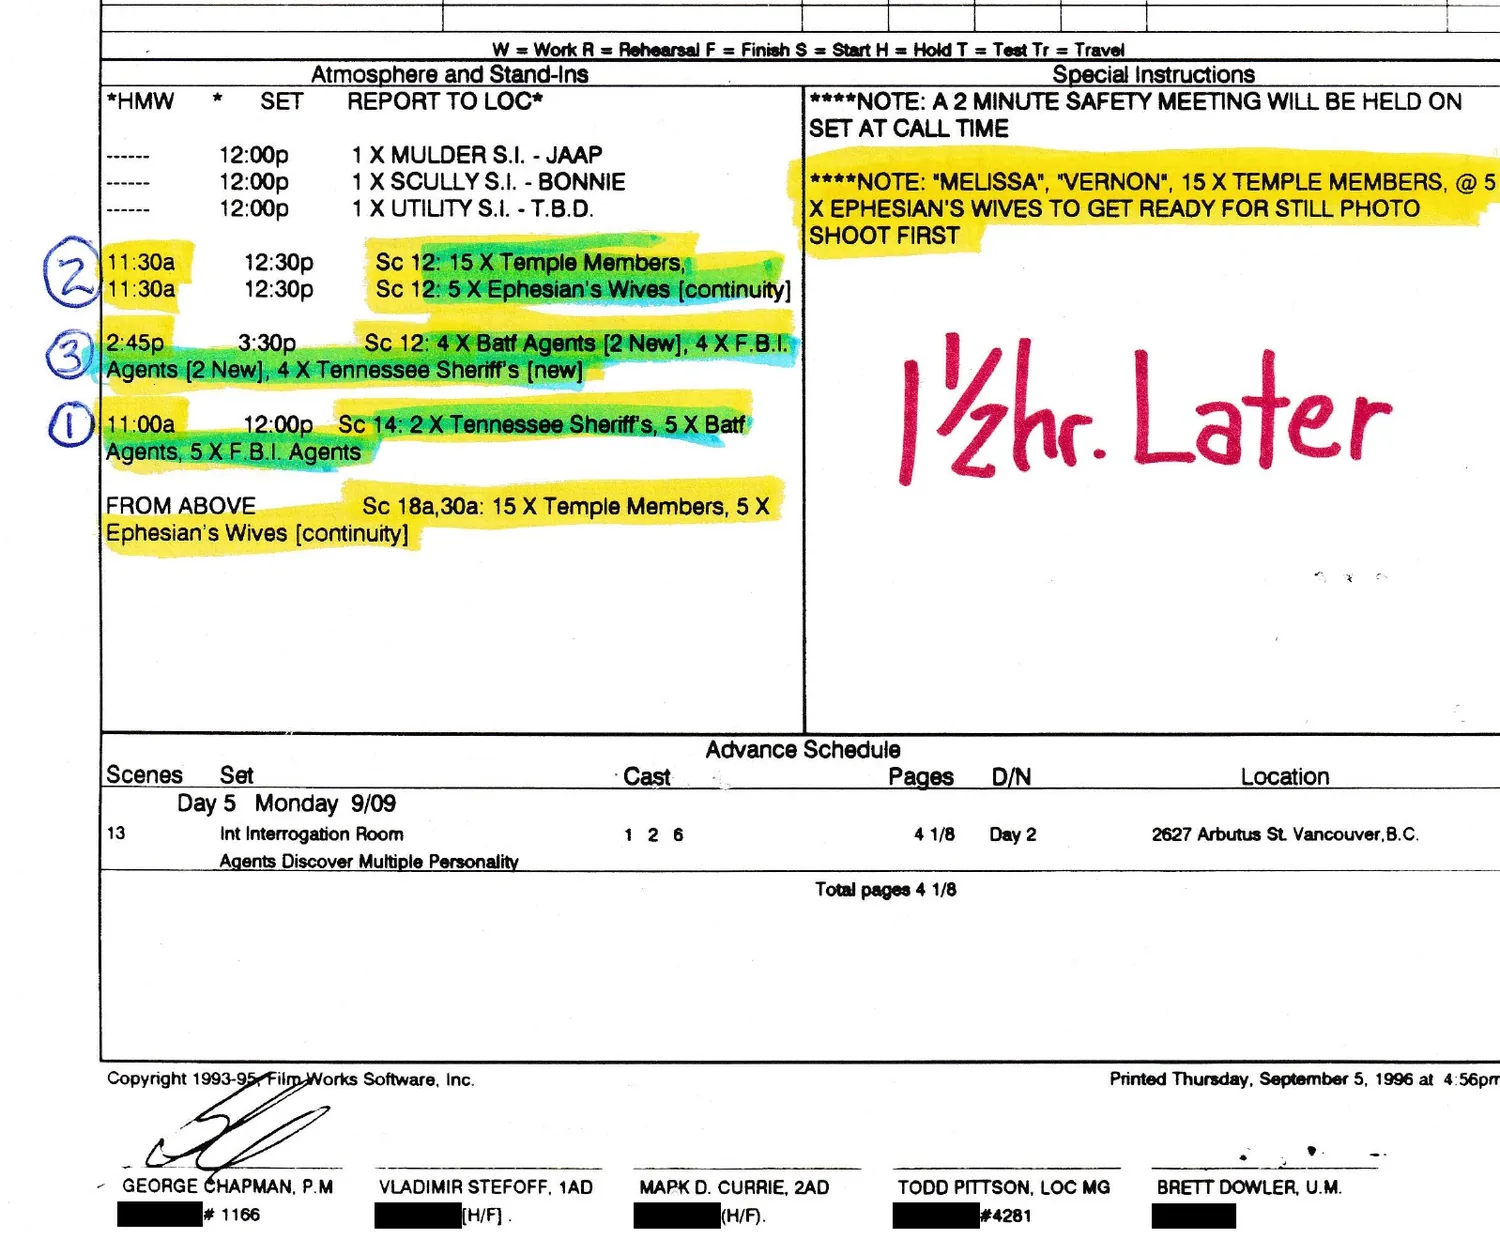 W = Work R = Rehearsal F = Finish S = Start H = Hold T = Test Tr = Travel
Atmosphere and Stand-Ins
*HMW * SET REPORT TO LOC*
------ 12:00p 1 X MULDER S.I. - JAAP
------ 12:00p 1 X SCULLY S.I. - BONNIE
------ 12:00p 1 X UTILITY S.I. - T.B.D.
2
11:30a 12:30p Sc 12: 15 X Temple Members,
11:30a 12:30p Sc 12: 5 X Ephesian's Wives [continuity]
3
2:45p 3:30p Sc 12: 4 X Batf Agents [2 New], 4 X F.B.I.
Agents [2 New], 4 X Tennessee Sheriff's [new]
1
11:00a 12:00p Sc 14: 2 X Tennessee Sheriff's, 5 X Batf
Agents, 5 X F.B.I. Agents
FROM ABOVE Sc 18a,30a: 15 X Temple Members, 5 X
Ephesian's Wives [continuity]
Special Instructions
****NOTE: A 2 MINUTE SAFETY MEETING WILL BE HELD ON
SET AT CALL TIME
****NOTE: "MELISSA", "VERNON", 15 X TEMPLE MEMBERS, @ 5
X EPHESIAN'S WIVES TO GET READY FOR STILL PHOTO
SHOOT FIRST
1 1/2 hr. Later
Advance Schedule
Scenes Set Cast Pages D/N Location
Day 5 Monday 9/09
13 Int Interrogation Room 1 2 6 4 1/8 Day 2 2627 Arbutus St. Vancouver,B.C.
Agents Discover Multiple Personality
Total pages 4 1/8
Copyright 1993-95, Film Works Software, Inc.
Printed Thursday, September 5, 1996 at 4:56pm
GEORGE CHAPMAN, P.M VLADIMIR STEFOFF, 1AD MARK D. CURRIE, 2AD TODD PITTSON, LOC MG BRETT DOWLER, U.M.
# 1166 [H/F] . (H/F). #4281